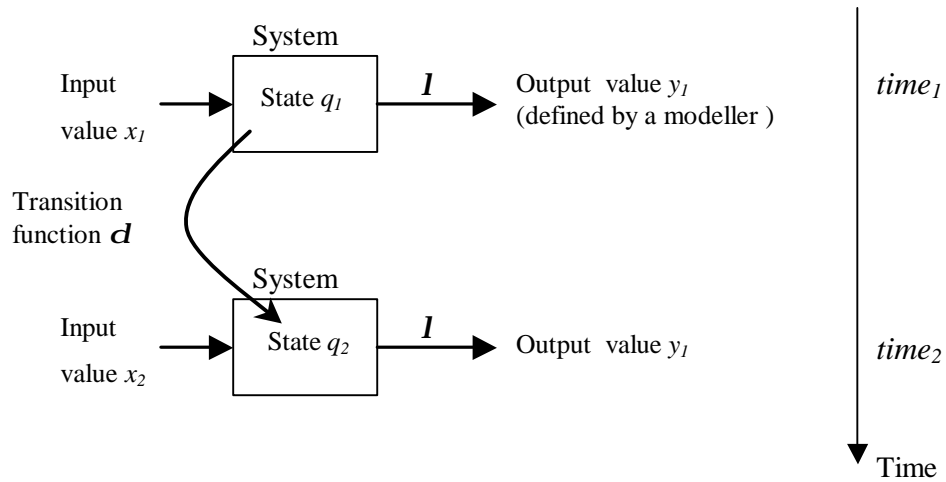 System
Input
value x1
State q1
l
Output value y1
(defined by a modeller )
time1
Transition
function d
System
Input
value x2
State q2
l
Output value y1
time2
Time